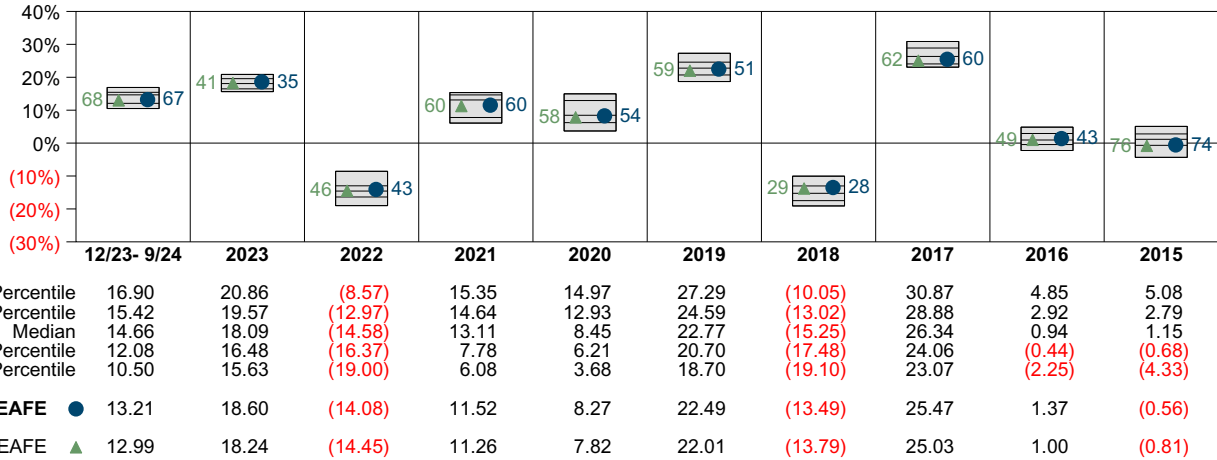 40%
30%
20%
10%
0%
(10%)
(20%)
(30%)
68 67
41 35
46 43
60 60
58 54
59 51
29 28
62 60
49 43
76 74
12/23- 9/24 2023 2022 2021 2020 2019 2018 2017 2016 2015
Percentile 16.90 20.86 (8.57) 15.35 14.97 27.29 (10.05) 30.87 4.85 5.08
Percentile 15.42 19.57 (12.97) 14.64 12.93 24.59 (13.02) 28.88 2.92 2.79
Median 14.66 18.09 (14.58) 13.11 8.45 22.77 (15.25) 26.34 0.94 1.15
Percentile 12.08 16.48 (16.37) 7.78 6.21 20.70 (17.48) 24.06 (0.44) (0.68)
Percentile 10.50 15.63 (19.00) 6.08 3.68 18.70 (19.10) 23.07 (2.25) (4.33)
EAFE 13.21 18.60 (14.08) 11.52 8.27 22.49 (13.49) 25.47 1.37 (0.56)
EAFE 12.99 18.24 (14.45) 11.26 7.82 22.01 (13.79) 25.03 1.00 (0.81)